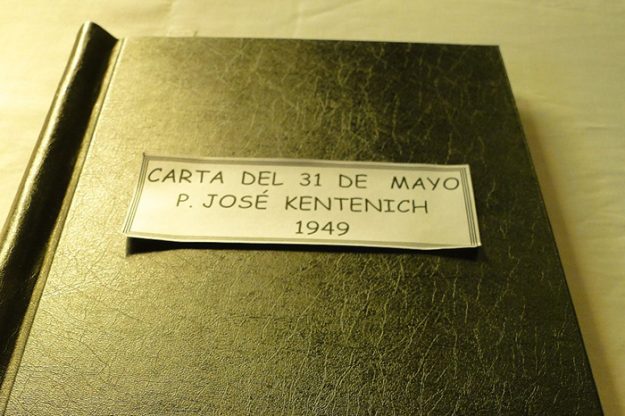 CARTA DEL 31 DE MAYO
P. JOSÉ KENTENICH
1949